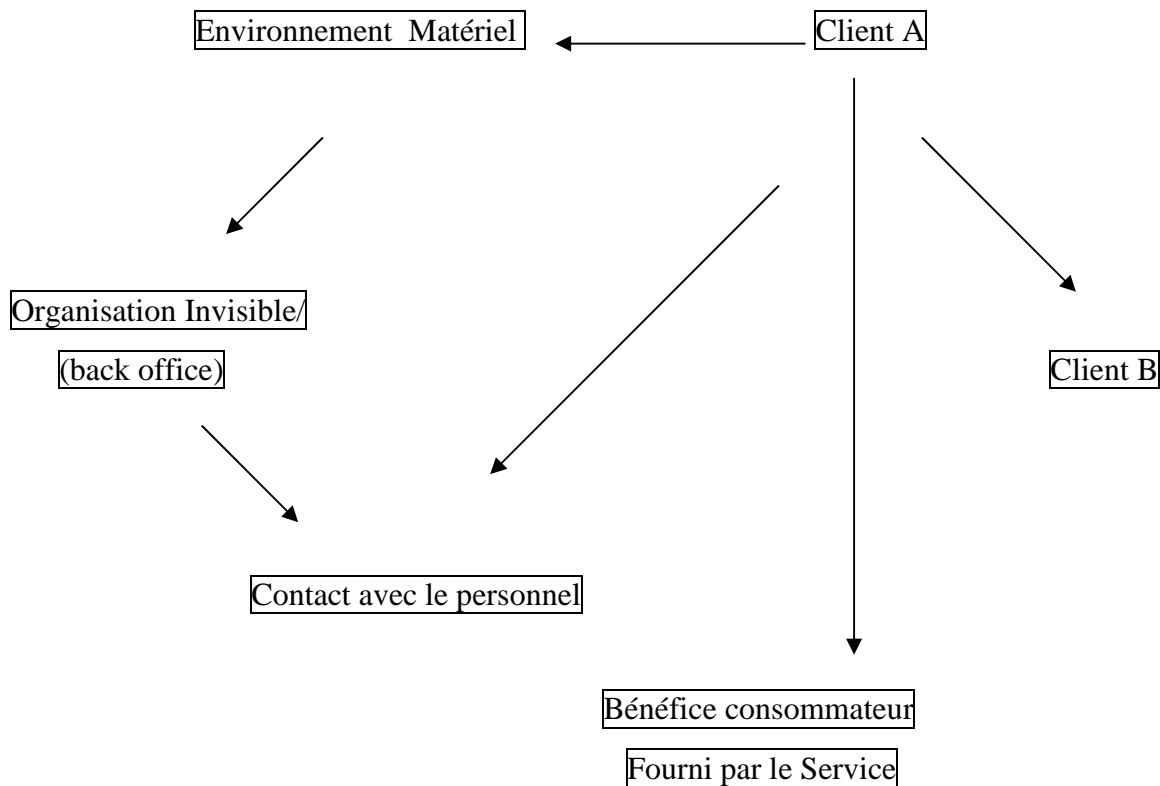 Environnement  Matériel
Client A
Organisation Invisible/
(back office)
Client B
Contact avec le personnel
Bénéfice consommateur
Fourni par le Service